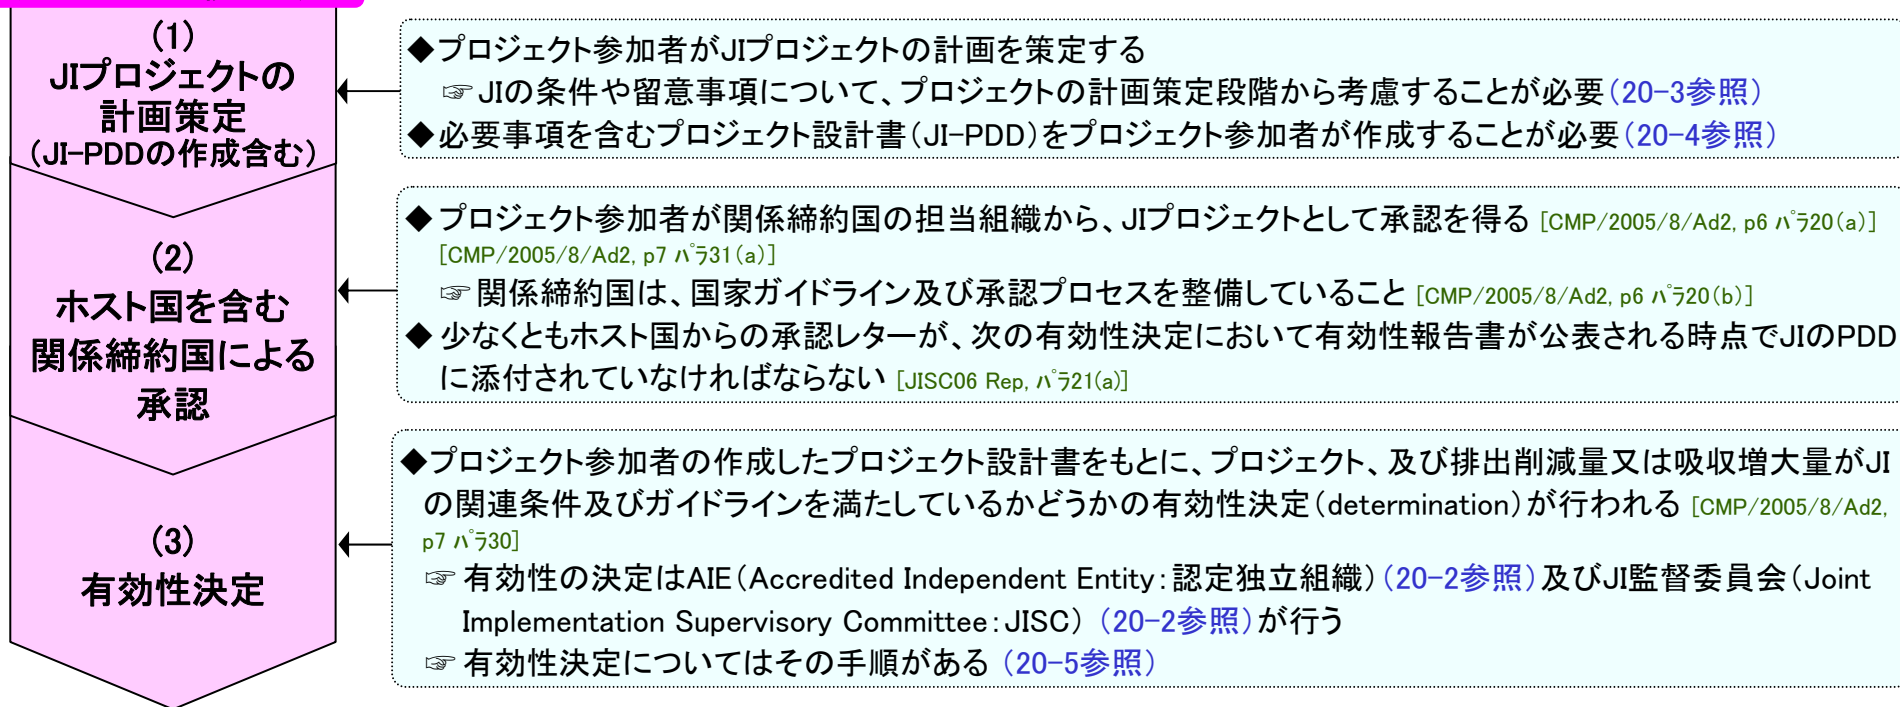 (1)
JIプロジェクトの
計画策定
(JI-PDDの作成含む)
◆プロジェクト参加者がJIプロジェクトの計画を策定する
☞JIの条件や留意事項について、プロジェクトの計画策定段階から考慮することが必要(20-3参照)
◆必要事項を含むプロジェクト設計書(JI-PDD)をプロジェクト参加者が作成することが必要(20-4参照)
(2)
ホスト国を含む
関係締約国による
承認
◆プロジェクト参加者が関係締約国の担当組織から、JIプロジェクトとして承認を得る [CMP/2005/8/Ad2, p6 パラ20(a)]
[CMP/2005/8/Ad2, p7 パラ31(a)]
☞関係締約国は、国家ガイドライン及び承認プロセスを整備していること [CMP/2005/8/Ad2, p6 パラ20(b)]
◆少なくともホスト国からの承認レターが、次の有効性決定において有効性報告書が公表される時点でJIのPDD
に添付されていなければならない [JISC06 Rep, パラ21(a)]
(3)
有効性決定
◆プロジェクト参加者の作成したプロジェクト設計書をもとに、プロジェクト、及び排出削減量又は吸収増大量がJI
の関連条件及びガイドラインを満たしているかどうかの有効性決定(determination)が行われる [CMP/2005/8/Ad2,
p7 パラ30]
☞有効性の決定はAIE(Accredited Independent Entity:認定独立組織)(20-2参照)及びJI監督委員会(Joint
Implementation Supervisory Committee:JISC) (20-2参照)が行う
☞有効性決定についてはその手順がある (20-5参照)